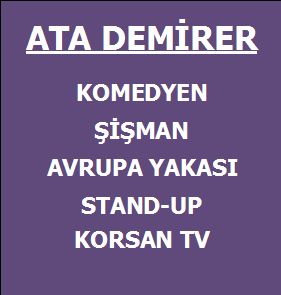 ATA DEMİRER
KOMEDYEN
ŞİŞMAN
AVRUPA YAKASI
STAND-UP
KORSAN TV